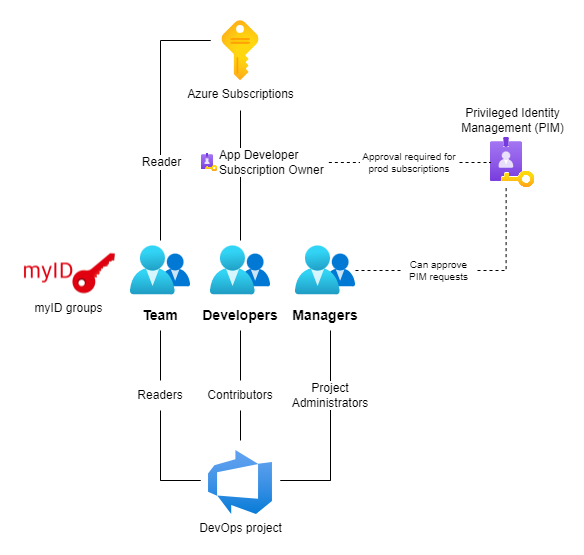 Azure Subscriptions
Privileged Identity
Management (PIM)
Reader
App Developer
Subscription Owner
Approval required for
prod subscriptions
myID
myID groups
Can approve
PIM requests
Team
Developers
Managers
Readers
Contributors
Project
Administrators
DevOps project